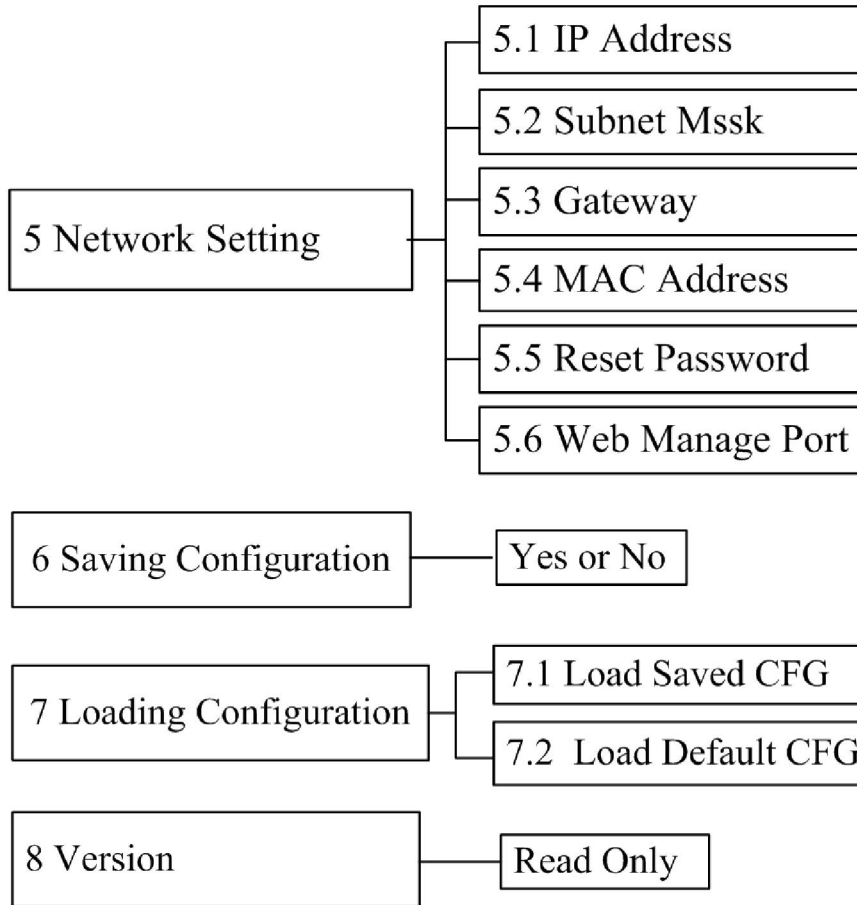 5 Network Setting
5.1 IP Address
5.2 Subnet Mssk
5.3 Gateway
5.4 MAC Address
5.5 Reset Password
5.6 Web Manage Port
6 Saving Configuration
Yes or No
7 Loading Configuration
7.1 Load Saved CFG
7.2 Load Default CFG
8 Version
Read Only